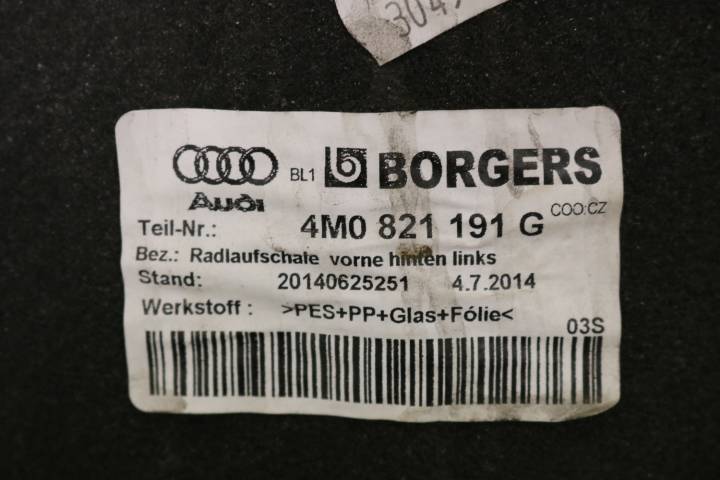 Audi BL1 BORGERS
COO:CZ
Teil-Nr.: 4M0 821 191 G
Bez.: Radlaufschale vorne hinten links
Stand: 20140625251 4.7.2014
Werkstoff : >PES+PP+Glas+Fólie<
03S